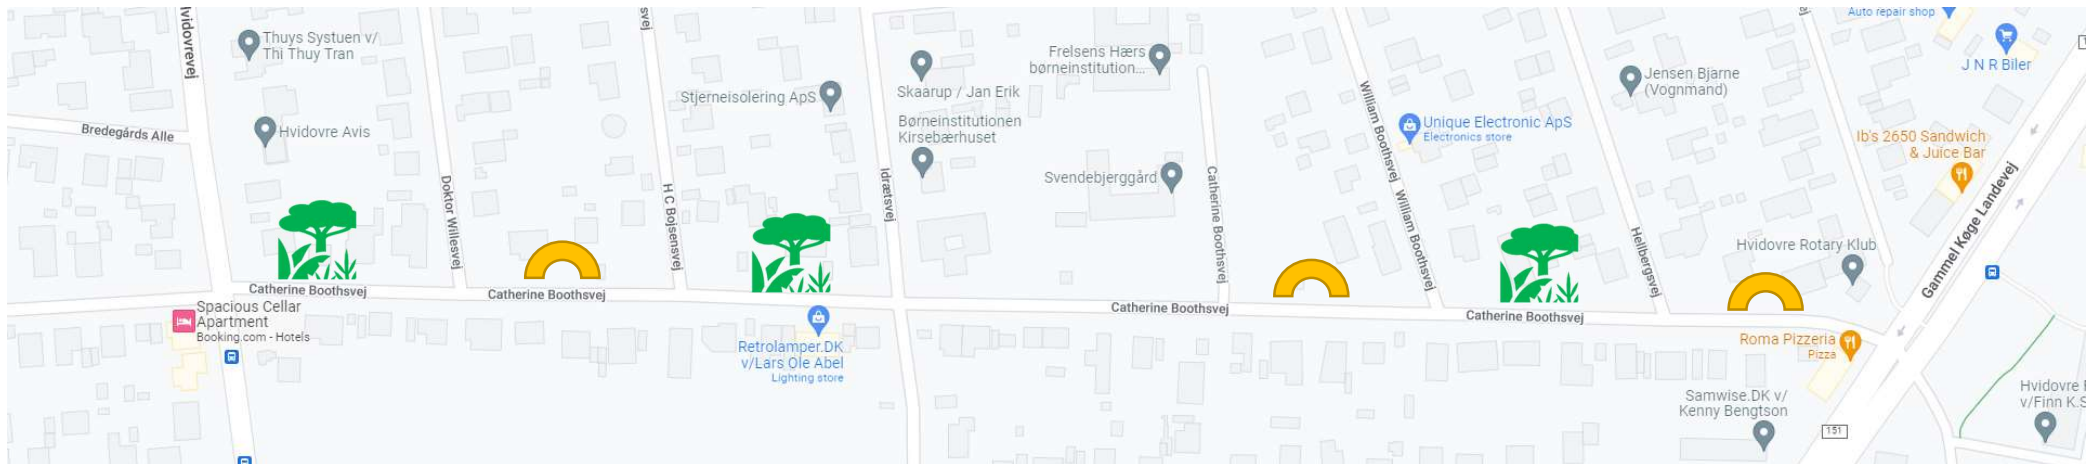 Hvidovrevej
Thuys Systuen v/
Thi Thuy Tran
Bredegårds Alle
Hvidovre Avis
Doktor Willesvej
svej
H C Bojsensvej
Stjerneisolering ApS
Skaarup / Jan Erik
Børneinstitutionen
Kirsebærhuset
Idrætsvej
Frelsens Hærs
børneinstitution...
Svendebjerggård
Catherine Boothsvej
William Boothsvej
William Boothsvej
Unique Electronic ApS
Electronics store
Jensen Bjarne
(Vognmand)
Auto repair shop
J N R Biler
Ib's 2650 Sandwich
& Juice Bar
Hellbergsvej
Hvidovre Rotary Klub
Gammel Køge Landevej
Catherine Boothsvej
Catherine Boothsvej
Catherine Boothsvej
Catherine Boothsvej
Spacious Cellar
Apartment
Booking.com - Hotels
Retrolamper.DK
v/Lars Ole Abel
Lighting store
Roma Pizzeria
Pizza
Samwise.DK v/
Kenny Bengtson
151
Hvidovre
v/Finn K.S